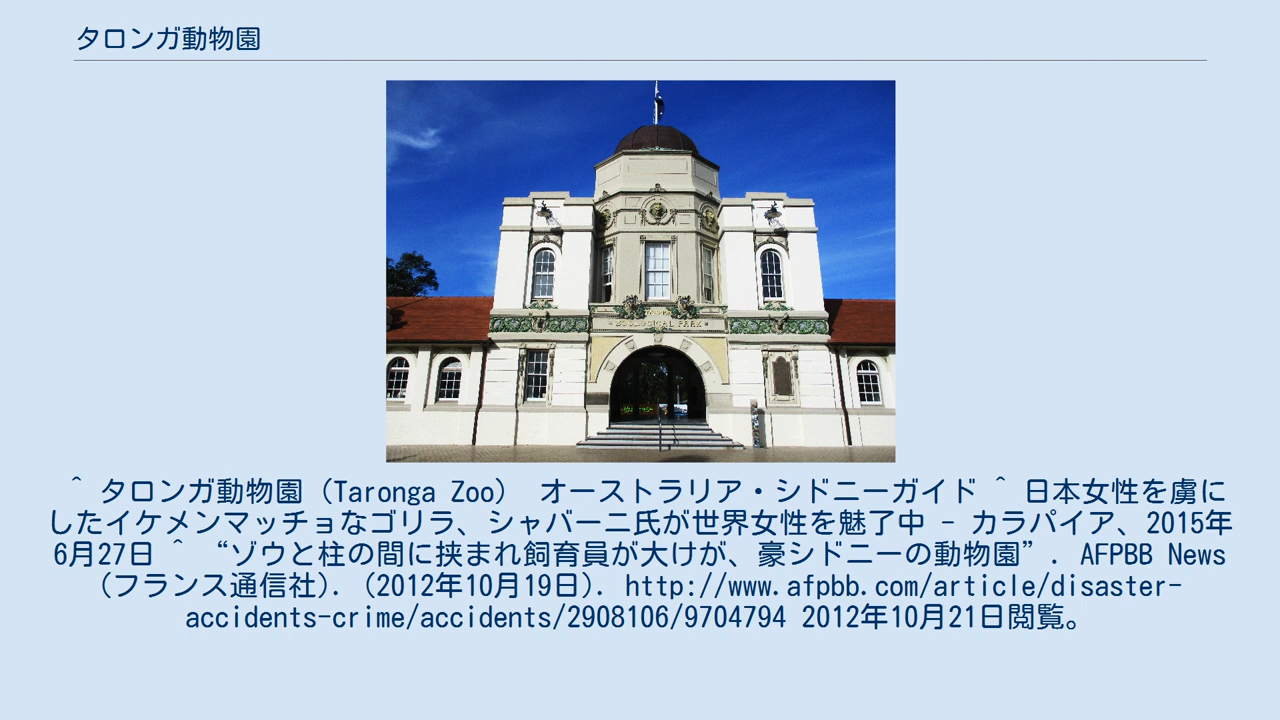 タロンガ動物園
ZOOLOGICAL PARK
^ タロンガ動物園（Taronga Zoo） オーストラリア・シドニーガイド ^ 日本女性を虜に
したイケメンマッチョなゴリラ、シャバーニ氏が世界女性を魅了中 - カラパイア、2015年
6月27日 ^ “ゾウと柱の間に挟まれ飼育員が大けが、豪シドニーの動物園”. AFPBB News
（フランス通信社). (2012年10月19日). http://www.afpbb.com/article/disaster-
accidents-crime/accidents/2908106/9704794 2012年10月21日閲覧。